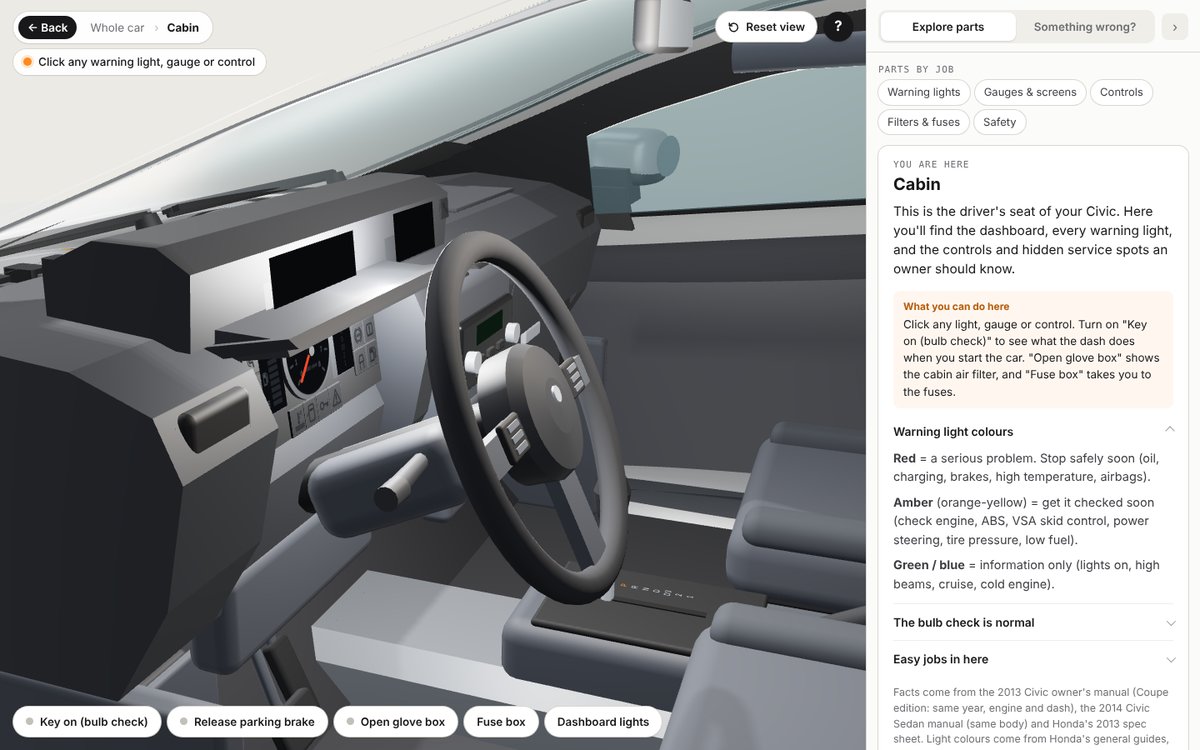 ← Back
Whole car
›
Cabin
Click any warning light, gauge or control
Reset view
?
Explore parts
Something wrong?
›
PARTS BY JOB
Warning lights
Gauges & screens
Controls
Filters & fuses
Safety
YOU ARE HERE
Cabin
This is the driver's seat of your Civic. Here
you'll find the dashboard, every warning light,
and the controls and hidden service spots an
owner should know.
What you can do here
Click any light, gauge or control. Turn on "Key
on (bulb check)" to see what the dash does
when you start the car. "Open glove box" shows
the cabin air filter, and "Fuse box" takes you to
the fuses.
Warning light colours
Red = a serious problem. Stop safely soon (oil,
charging, brakes, high temperature, airbags).
Amber (orange-yellow) = get it checked soon
(check engine, ABS, VSA skid control, power
steering, tire pressure, low fuel).
Green / blue = information only (lights on, high
beams, cruise, cold engine).
The bulb check is normal
Easy jobs in here
Facts come from the 2013 Civic owner's manual (Coupe
edition: same year, engine and dash), the 2014 Civic
Sedan manual (same body) and Honda's 2013 spec
sheet. Light colours come from Honda's general guides,
Key on (bulb check)
Release parking brake
Open glove box
Fuse box
Dashboard lights